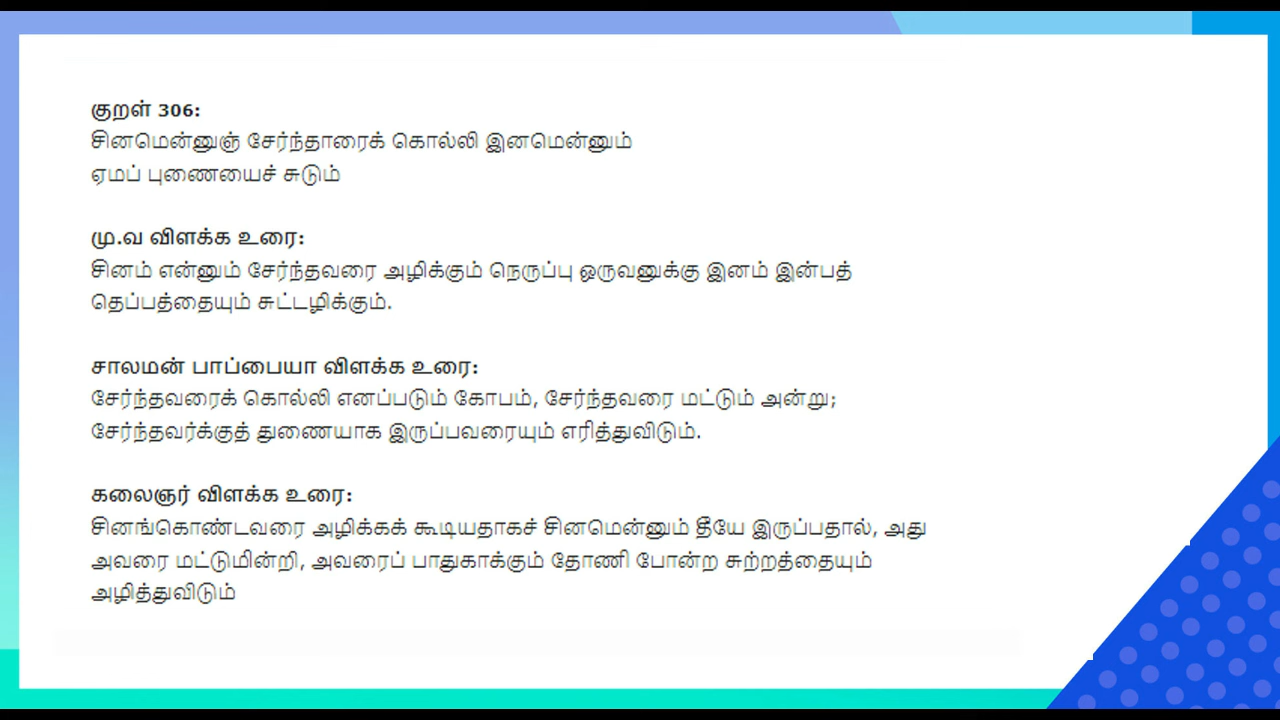 குறள் 306:
சினமென்னுஞ் சேர்ந்தாரைக் கொல்லி இனமென்னும்
ஏமப் புணையைச் சுடும்
மு.வ விளக்க உரை:
சினம் என்னும் சேர்ந்தவரை அழிக்கும் நெருப்பு ஒருவனுக்கு இனம் இன்பத்
தெப்பத்தையும் சுட்டழிக்கும்.
சாலமன் பாப்பையா விளக்க உரை:
சேர்ந்தவரைக் கொல்லி எனப்படும் கோபம், சேர்ந்தவரை மட்டும் அன்று;
சேர்ந்தவர்க்குத் துணையாக இருப்பவரையும் எரித்துவிடும்.
கலைஞர் விளக்க உரை:
சினங்கொண்டவரை அழிக்கக் கூடியதாகச் சினமென்னும் தீயே இருப்பதால், அது
அவரை மட்டுமின்றி, அவரைப் பாதுகாக்கும் தோணி போன்ற சுற்றத்தையும்
அழித்துவிடும்